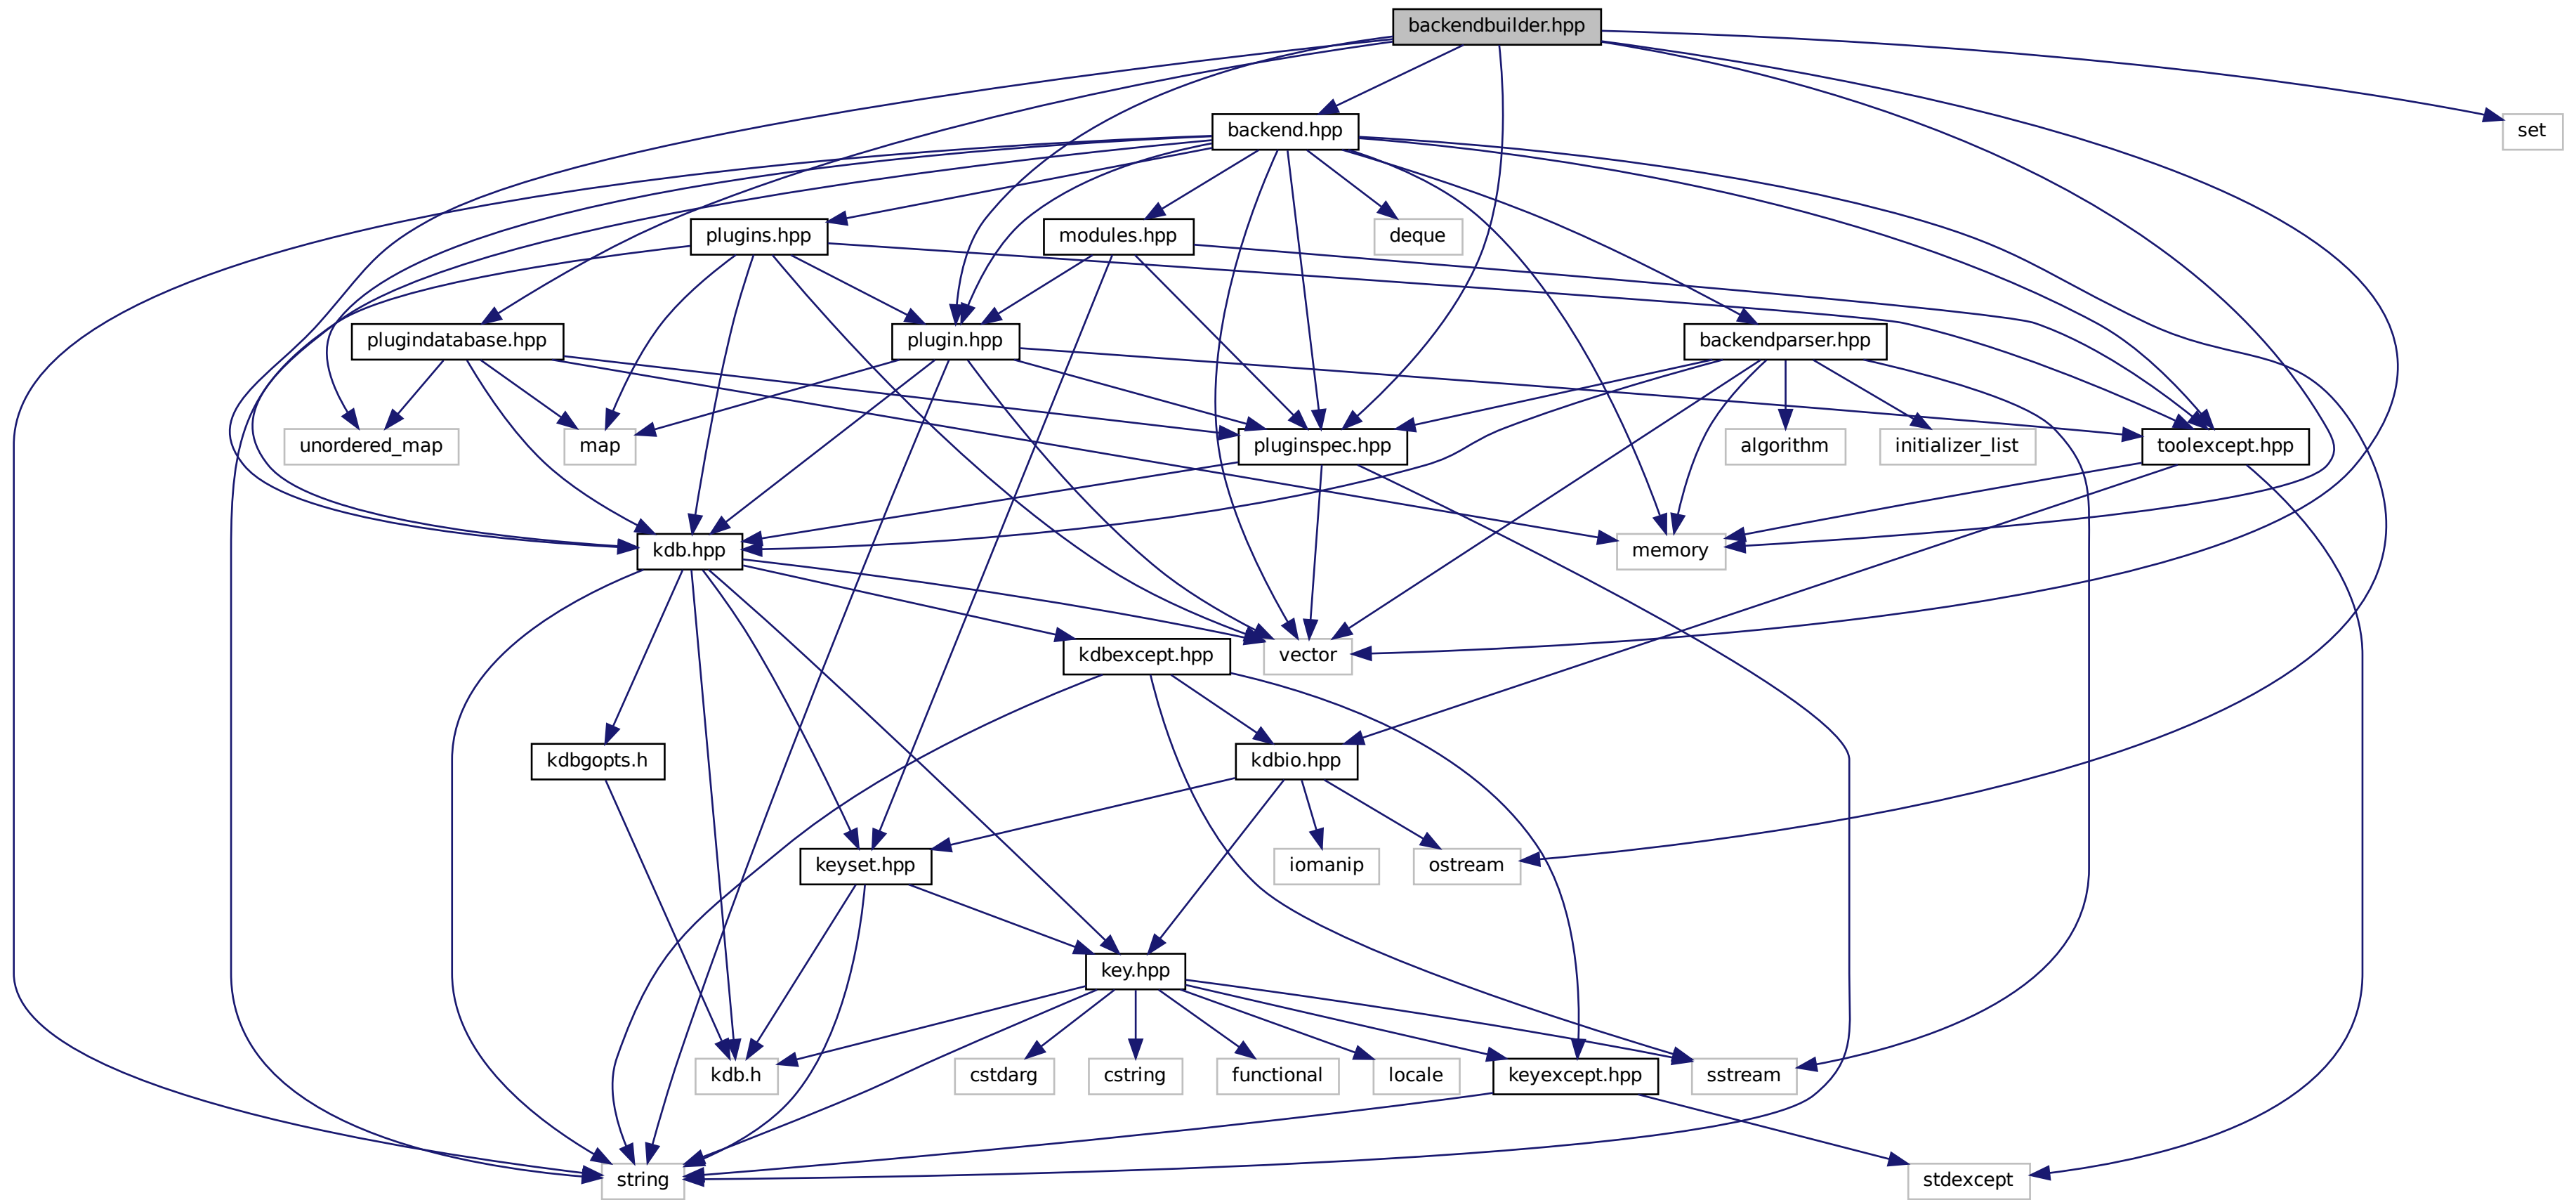 backendbuilder.hpp
backend.hpp
set
plugins.hpp
modules.hpp
deque
plugindatabase.hpp
plugin.hpp
backendparser.hpp
unordered_map
map
pluginspec.hpp
algorithm
initializer_list
toolexcept.hpp
kdb.hpp
memory
kdbexcept.hpp
vector
kdbgopts.h
kdbio.hpp
keyset.hpp
iomanip
ostream
key.hpp
kdb.h
cstdarg
cstring
functional
locale
keyexcept.hpp
sstream
string
stdexcept